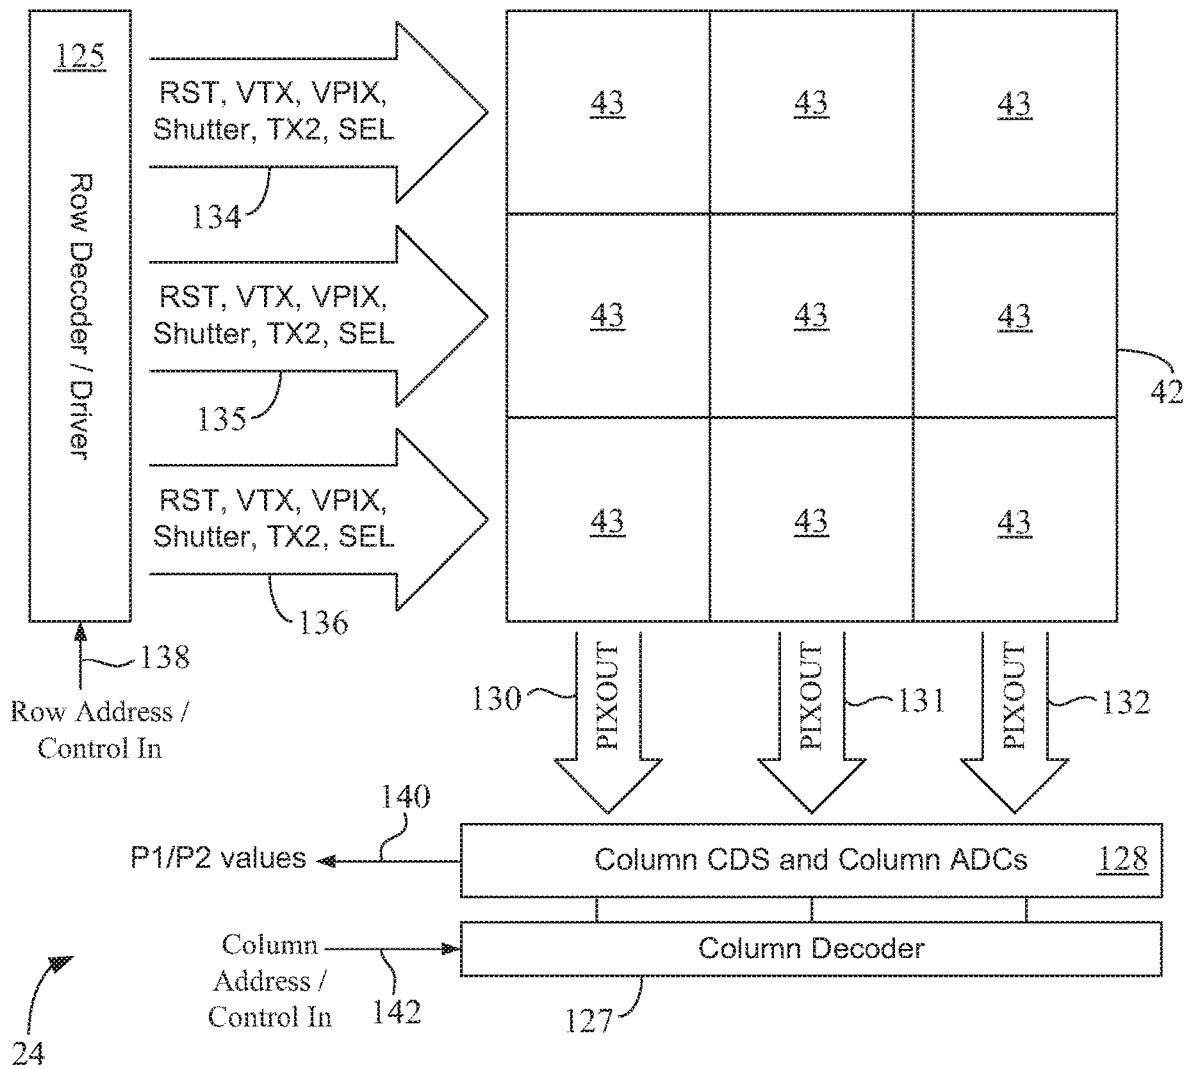 125
Row Decoder / Driver
RST, VTX, VPIX,
Shutter, TX2, SEL
134
RST, VTX, VPIX,
Shutter, TX2, SEL
135
RST, VTX, VPIX,
Shutter, TX2, SEL
136
43 43 43
43 43 43
43 43 43
42
138
Row Address /
Control In
130
PIXOUT
PIXOUT
131
PIXOUT
132
140
P1/P2 values
Column CDS and Column ADCs
128
Column
Address /
Control In
142
Column Decoder
127
24